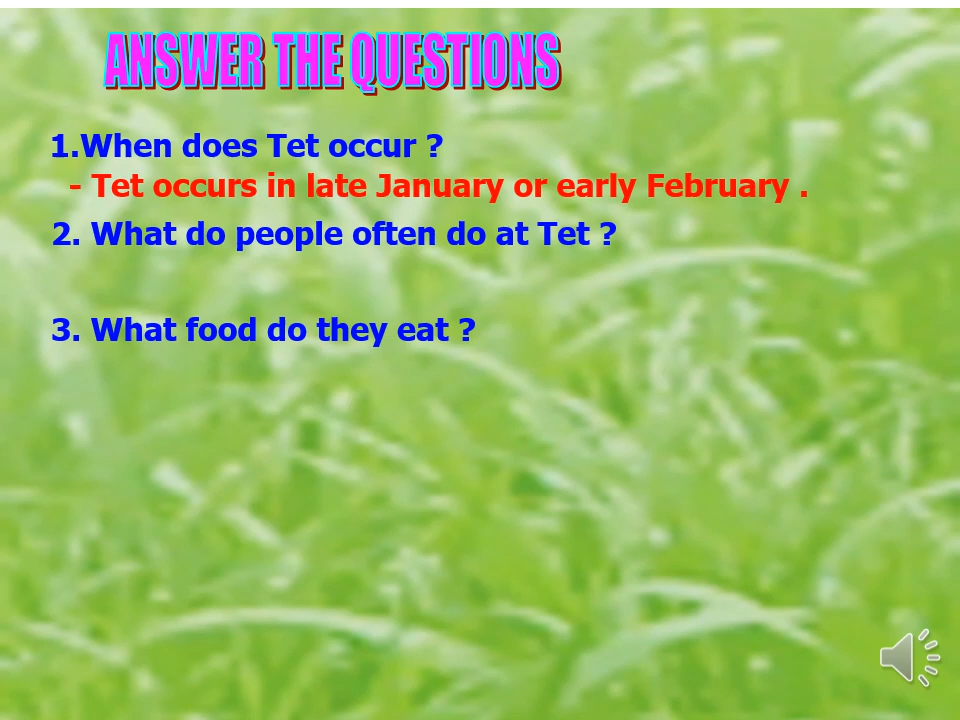 ANSWER THE QUESTIONS
1.When does Tet occur ?
- Tet occurs in late January or early February .
2. What do people often do at Tet ?
3. What food do they eat ?